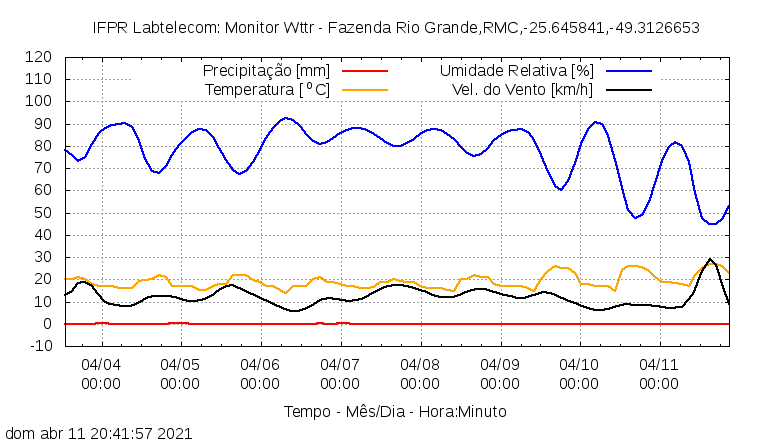 IFPR Labtelecom: Monitor Wttr - Fazenda Rio Grande,RMC,-25.645841,-49.3126653
Precipitação [mm]
Temperatura [ ⁰C]
Umidade Relativa [%]
Vel. do Vento [km/h]
120
110
100
90
80
70
60
50
40
30
20
10
0
-10
04/04 04/05 04/06 04/07 04/08 04/09 04/10 04/11
00:00 00:00 00:00 00:00 00:00 00:00 00:00 00:00
Tempo - Mês/Dia - Hora:Minuto
dom abr 11 20:41:57 2021